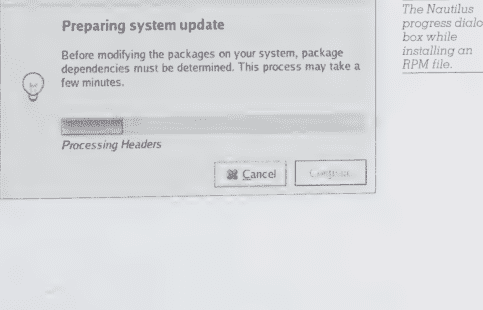 Preparing system update
Before modifying the packages on your system, package
dependencies must be determined. This process may take a
few minutes.
Processing Headers
Cancel
Continue
The Nautilus
progress dialo
box while
installing an
RPM file.